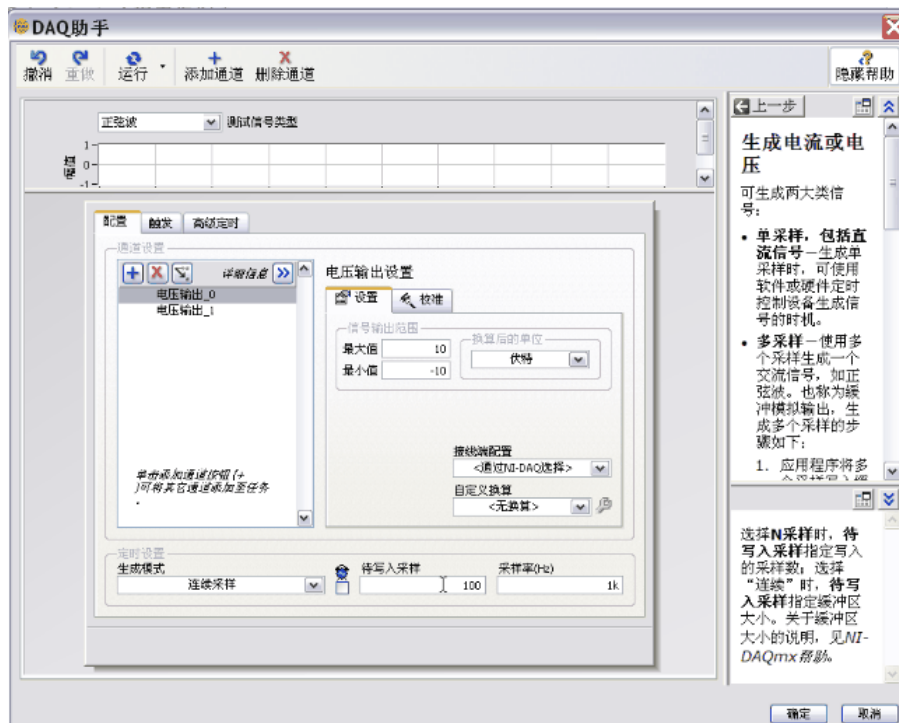 DAQ助手
撤消 重做 运行 添加通道 删除通道 隐藏帮助
正弦波 测试信号类型
幅值
1
0
-1
配置 触发 高级定时
通道设置
详细信息
电压输出_0
电压输出_1
单击添加通道按钮(+
)可将其它通道添加至任务
.
电压输出设置
设置 校准
信号输出范围
最大值 10
最小值 -10
换算后的单位
伏特
接线端配置
<通过NI-DAQ选择>
自定义换算
<无换算>
定时设置
生成模式
连续采样
待写入采样
100
采样率(Hz)
1k
上一步
生成电流或电
压
可生成两大类信
号:
• 单采样，包括直
流信号－生成单
采样时，可使用
软件或硬件定时
控制设备生成信
号的时机。
• 多采样－使用多
个采样生成一个
交流信号，如正
弦波。也称为缓
冲模拟输出，生
成多个采样的步
骤如下:
1. 应用程序将多
选择N采样时，待
写入采样指定写入
的采样数；选择
“连续”时，待写
入采样指定缓冲区
大小。关于缓冲区
大小的说明，见NI-
DAQmx帮助。
确定 取消